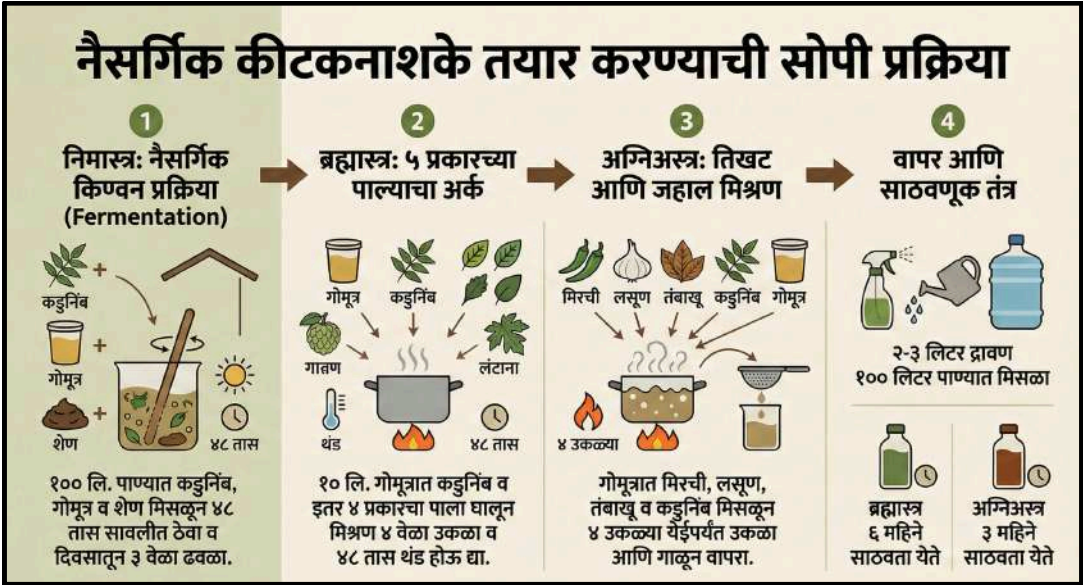 नैसर्गिक कीटकनाशके तयार करण्याची सोपी प्रक्रिया
1
निमास्त्र: नैसर्गिक
किण्वन प्रक्रिया
(Fermentation)
कडुनिंब
+
गोमूत्र
+
शेण
+
४८ तास
१०० लि. पाण्यात कडुनिंब,
गोमूत्र व शेण मिसळून ४८
तास सावलीत ठेवा व
दिवसातून ३ वेळा ढवळा.
2
ब्रह्मास्त्र: ५ प्रकारच्या
पाल्याचा अर्क
गोमूत्र
कडुनिंब
लंटाना
थंड
४८ तास
१० लि. गोमूत्रात कडुनिंब व
इतर ४ प्रकारचा पाला घालून
मिश्रण ४ वेळा उकळा व
४८ तास थंड होऊ द्या.
3
अग्निअस्त्र: तिखट
आणि जहाल मिश्रण
मिरची
लसूण
तंबाखू
कडुनिंब
गोमूत्र
४ उकळ्या
गोमूत्रात मिरची, लसूण,
तंबाखू व कडुनिंब मिसळून
४ उकळ्या येईपर्यंत उकळा
आणि गाळून वापरा.
4
वापर आणि
साठवणूक तंत्र
२-३ लिटर द्रावण
१०० लिटर पाण्यात मिसळा
ब्रह्मास्त्र
६ महिने
साठवता येते
अग्निअस्त्र
३ महिने
साठवता येते